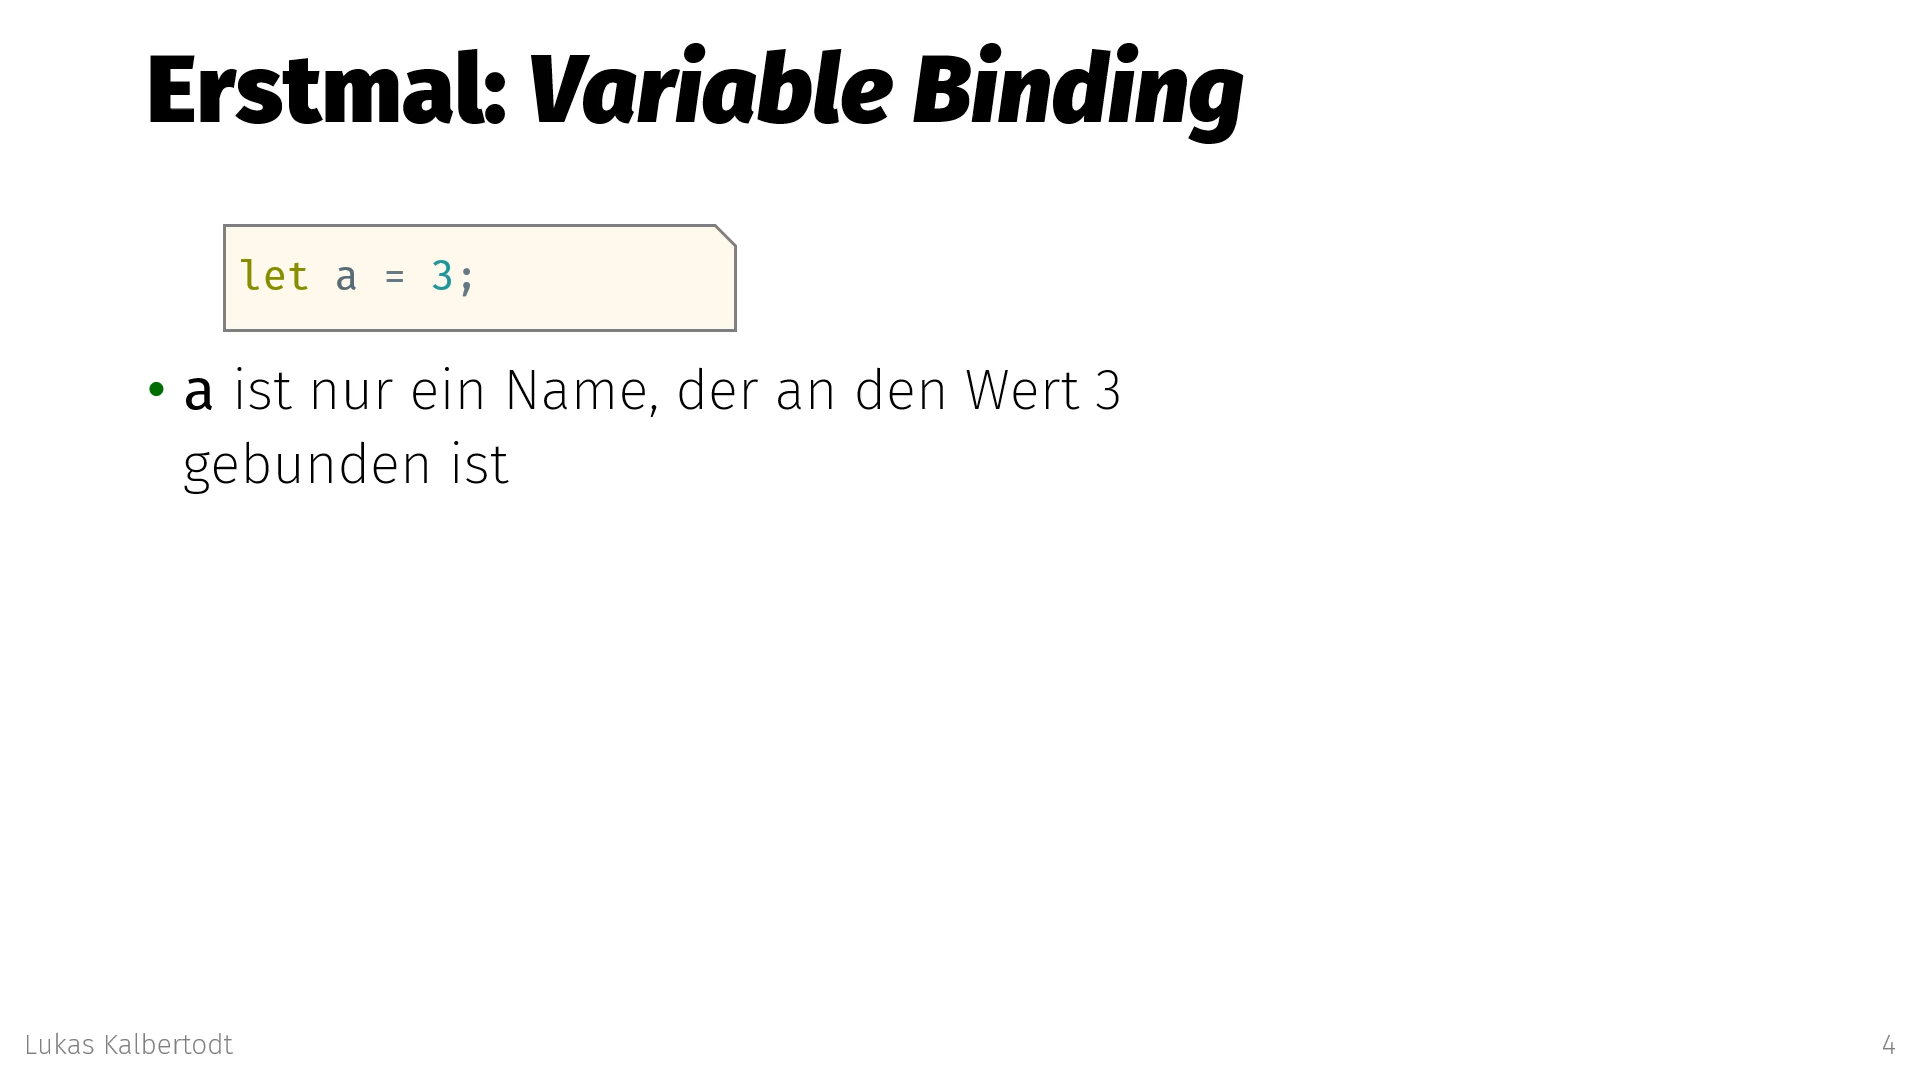 Erstmal: Variable Binding
let a = 3;
• a ist nur ein Name, der an den Wert 3
gebunden ist
Lukas Kalbertodt
4